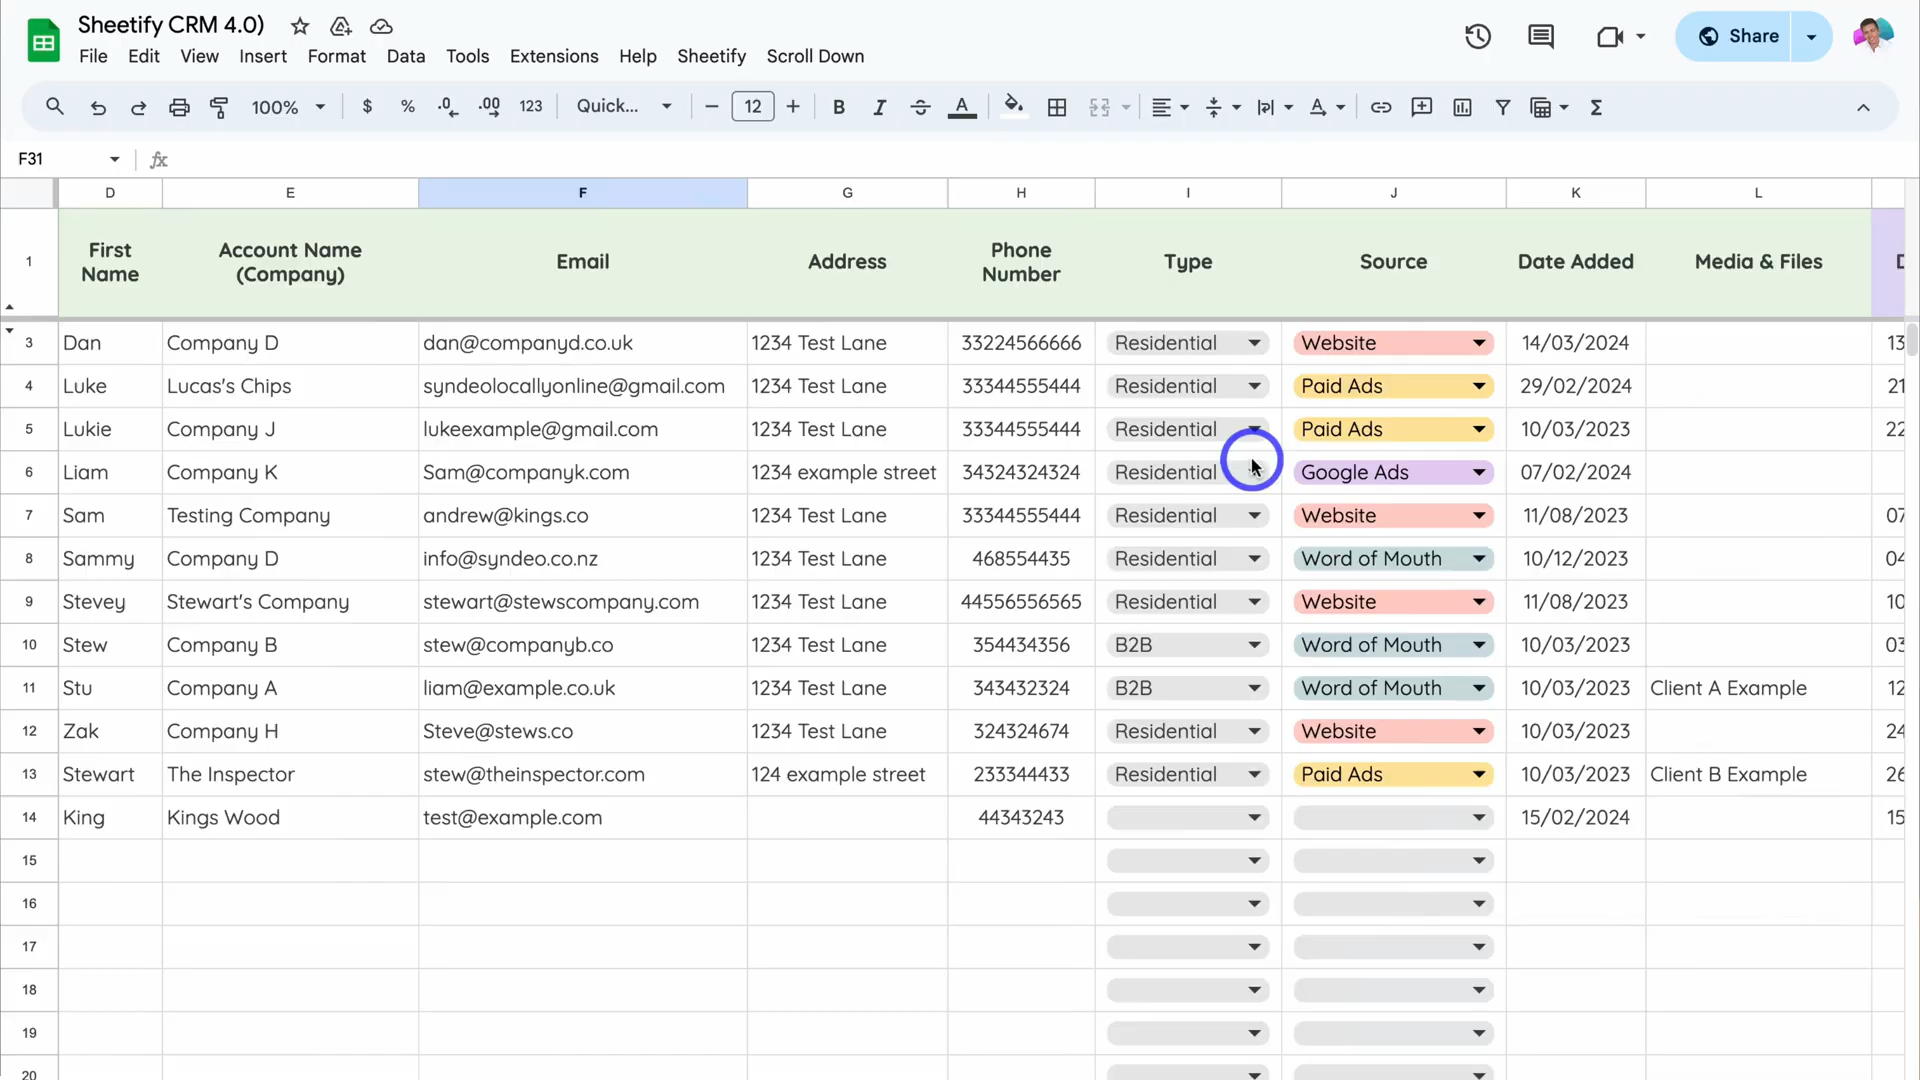 Sheetify CRM 4.0)
File Edit View Insert Format Data Tools Extensions Help Sheetify Scroll Down
Share
100% $ % .0 .00 123 Quick... 12 B I S A
F31 fx
D E F G H I J K L
1 First Name Account Name (Company) Email Address Phone Number Type Source Date Added Media & Files
3 Dan Company D dan@companyd.co.uk 1234 Test Lane 33224566666 Residential Website 14/03/2024 13
4 Luke Lucas's Chips syndeolocallyonline@gmail.com 1234 Test Lane 33344555444 Residential Paid Ads 29/02/2024 21
5 Lukie Company J lukeexample@gmail.com 1234 Test Lane 33344555444 Residential Paid Ads 10/03/2023 22
6 Liam Company K Sam@companyk.com 1234 example street 34324324324 Residential Google Ads 07/02/2024
7 Sam Testing Company andrew@kings.co 1234 Test Lane 33344555444 Residential Website 11/08/2023 07
8 Sammy Company D info@syndeo.co.nz 1234 Test Lane 468554435 Residential Word of Mouth 10/12/2023 04
9 Stevey Stewart's Company stewart@stewscompany.com 1234 Test Lane 44556556565 Residential Website 11/08/2023 10
10 Stew Company B stew@companyb.co 1234 Test Lane 354434356 B2B Word of Mouth 10/03/2023 03
11 Stu Company A liam@example.co.uk 1234 Test Lane 343432324 B2B Word of Mouth 10/03/2023 Client A Example 12
12 Zak Company H Steve@stews.co 1234 Test Lane 324324674 Residential Website 10/03/2023 24
13 Stewart The Inspector stew@theinspector.com 124 example street 233344433 Residential Paid Ads 10/03/2023 Client B Example 26
14 King Kings Wood test@example.com 44343243 15/02/2024 15
15
16
17
18
19
20